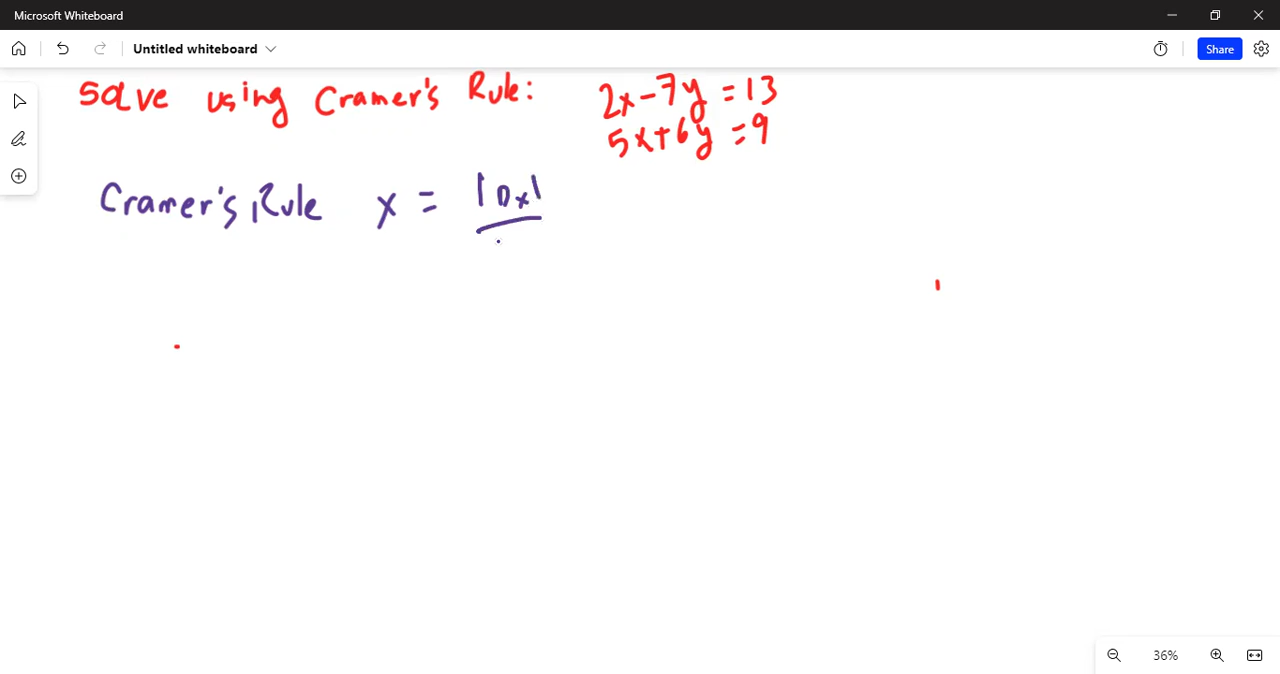 Microsoft Whiteboard
Untitled whiteboard
Share
Solve using Cramer's Rule: 2x-7y=13
5x+6y=9
Cramer's Rule x = |Dx|
36%